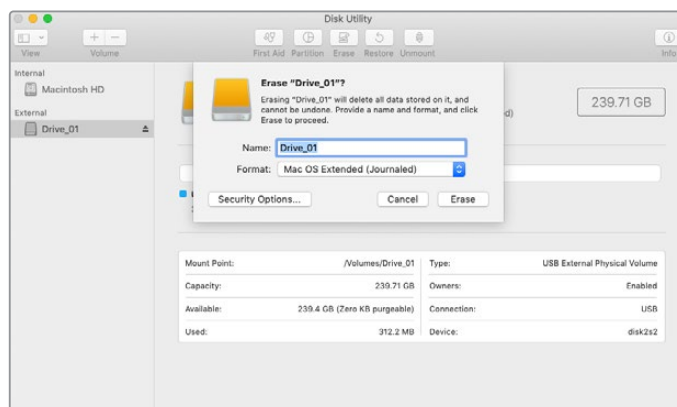 Disk Utility
View
Volume
First Aid
Partition
Erase
Restore
Unmount
Info
Internal
Macintosh HD
External
Drive_01
Erase "Drive_01"?
Erasing "Drive_01" will delete all data stored on it, and
cannot be undone. Provide a name and format, and click
Erase to proceed.
Name: Drive_01
Format: Mac OS Extended (Journaled)
Security Options...
Cancel
Erase
239.71 GB
Mount Point: /Volumes/Drive_01
Capacity: 239.71 GB
Available: 239.4 GB (Zero KB purgeable)
Used: 312.2 MB
Type: USB External Physical Volume
Owners: Enabled
Connection: USB
Device: disk2s2